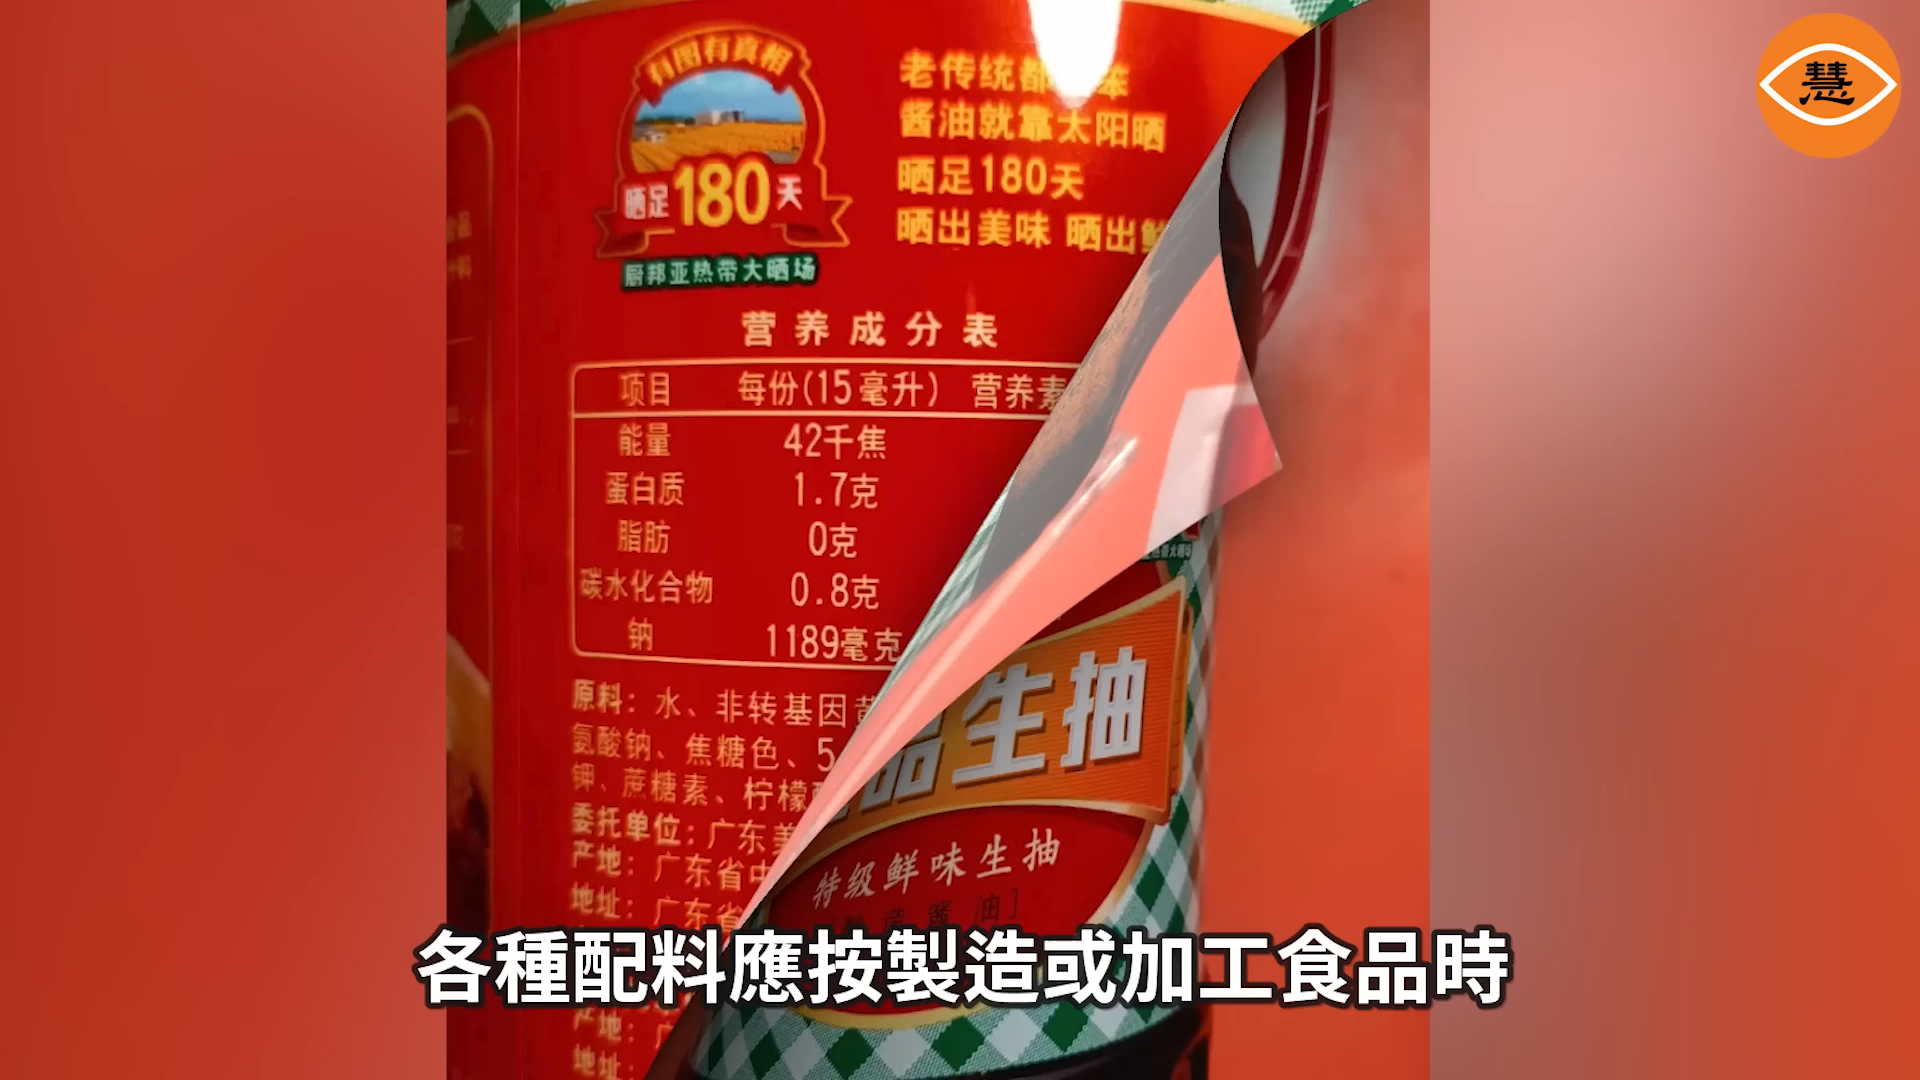 慧
有图有真相
晒足180天
厨邦亚热带大晒场
老传统都 笨
酱油就靠太阳晒
晒足180天
晒出美味 晒出
营养成分表
项目 每份(15毫升) 营养素
能量 42千焦
蛋白质 1.7克
脂肪 0克
碳水化合物 0.8克
钠 1189毫克
原料：水、非转基因
氨酸钠、焦糖色、5
钾、蔗糖素、柠檬
委托单位：广东美
产地：广东省中
地址：广东省
品生抽
特级鲜味生抽
酱油]
各種配料應按製造或加工食品時
产地：
地址：